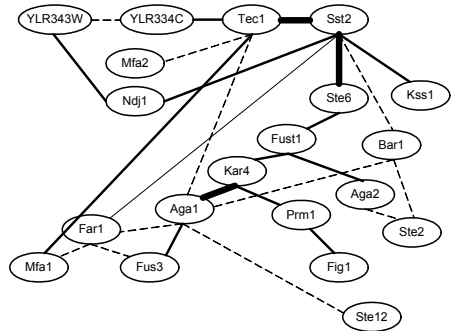 YLR343W
YLR334C
Tec1
Sst2
Mfa2
Ndj1
Ste6
Kss1
Fust1
Bar1
Kar4
Aga2
Aga1
Prm1
Far1
Ste2
Mfa1
Fus3
Fig1
Ste12